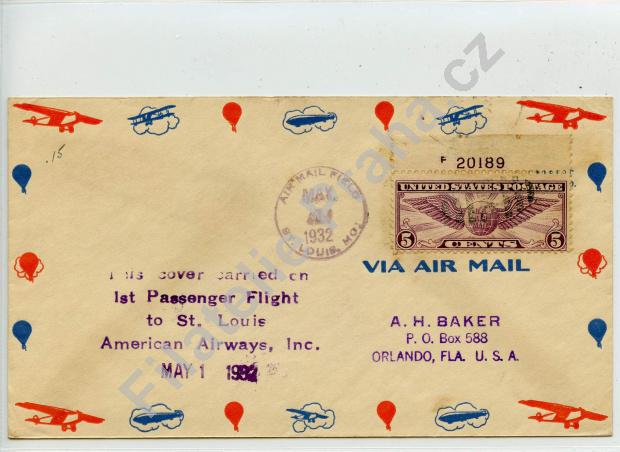 .15
F 20189
UNITED STATES POSTAGE
5 CENTS 5
AIR MAIL FIELD
MAY
1932
ST. LOUIS, MO.
VIA AIR MAIL
This cover carried on
1st Passenger Flight
to St. Louis
American Airways, Inc.
MAY 1 1932
A. H. BAKER
P. O. Box 588
ORLANDO, FLA. U. S. A.
Filatelie Praha cz